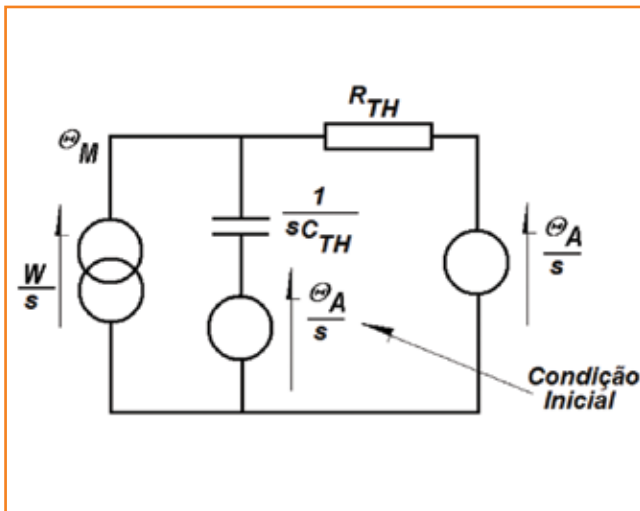 R_TH
Θ_M
1
sC_TH
W
s
Θ_A
s
Θ_A
s
Condição
Inicial